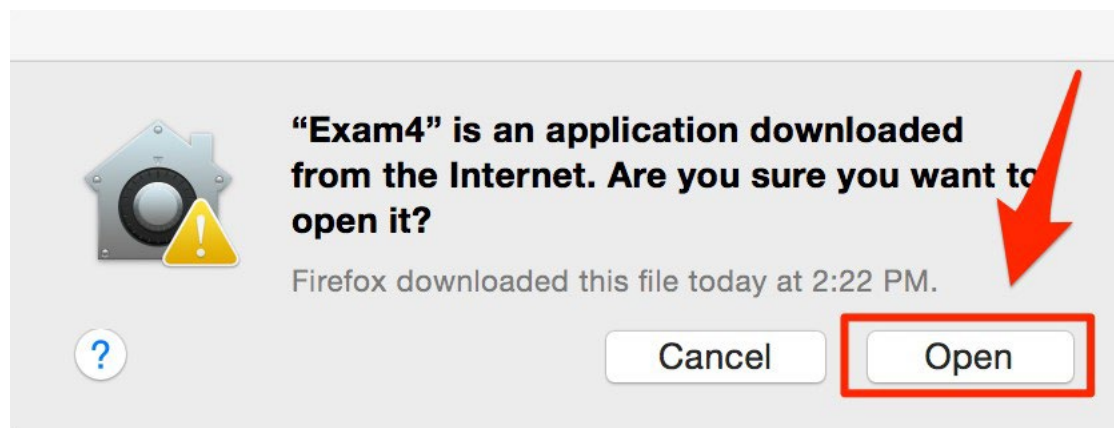 “Exam4” is an application downloaded
from the Internet. Are you sure you want to
open it?
Firefox downloaded this file today at 2:22 PM.
?
Cancel
Open